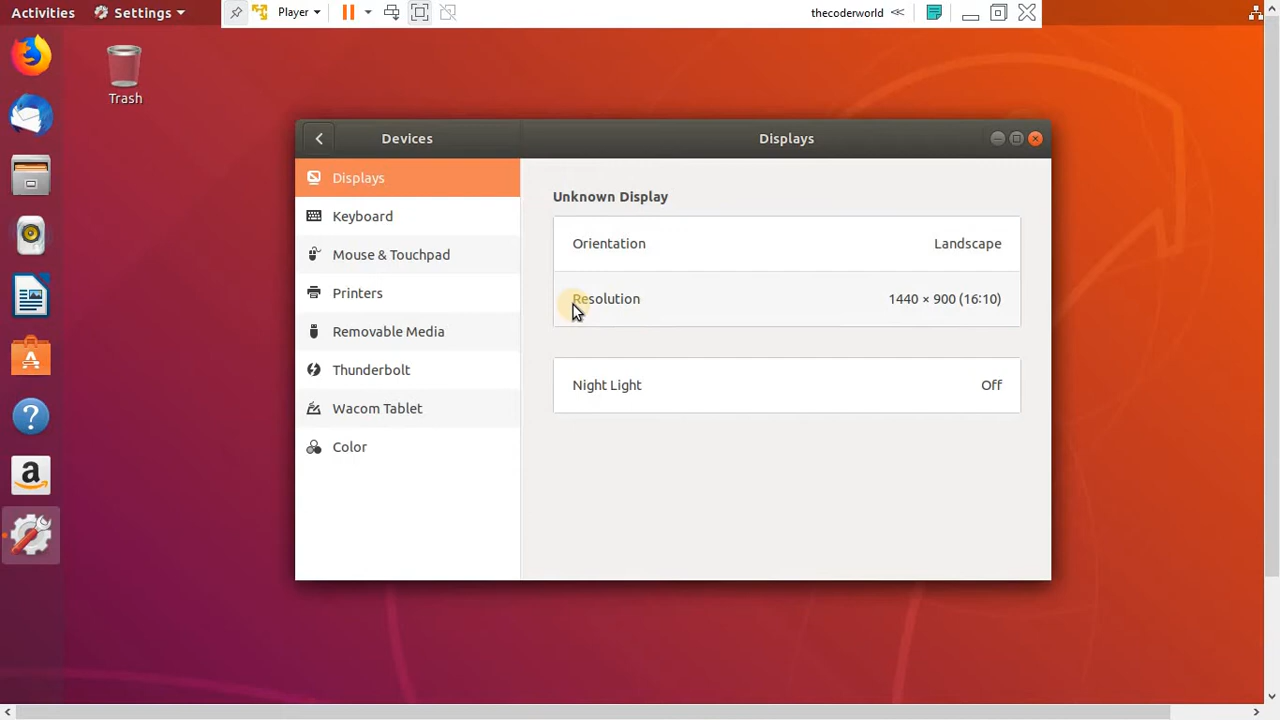 Activities Settings Player thecoderworld
Trash
Devices Displays
Displays
Keyboard
Mouse & Touchpad
Printers
Removable Media
Thunderbolt
Wacom Tablet
Color
Unknown Display
Orientation Landscape
Resolution 1440 × 900 (16:10)
Night Light Off